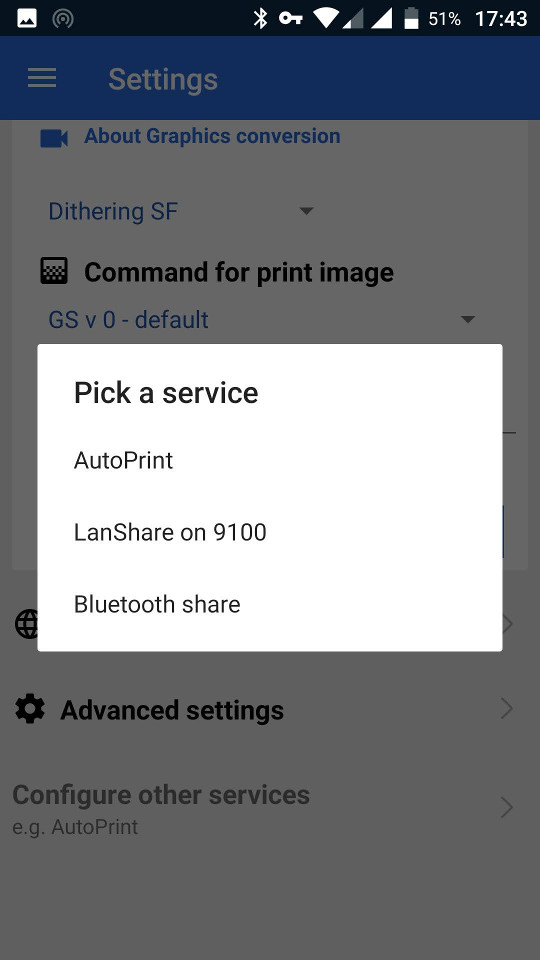 51%
17:43
Settings
About Graphics conversion
Dithering SF
Command for print image
GS v 0 - default
Pick a service
AutoPrint
LanShare on 9100
Bluetooth share
Advanced settings
Configure other services
e.g. AutoPrint